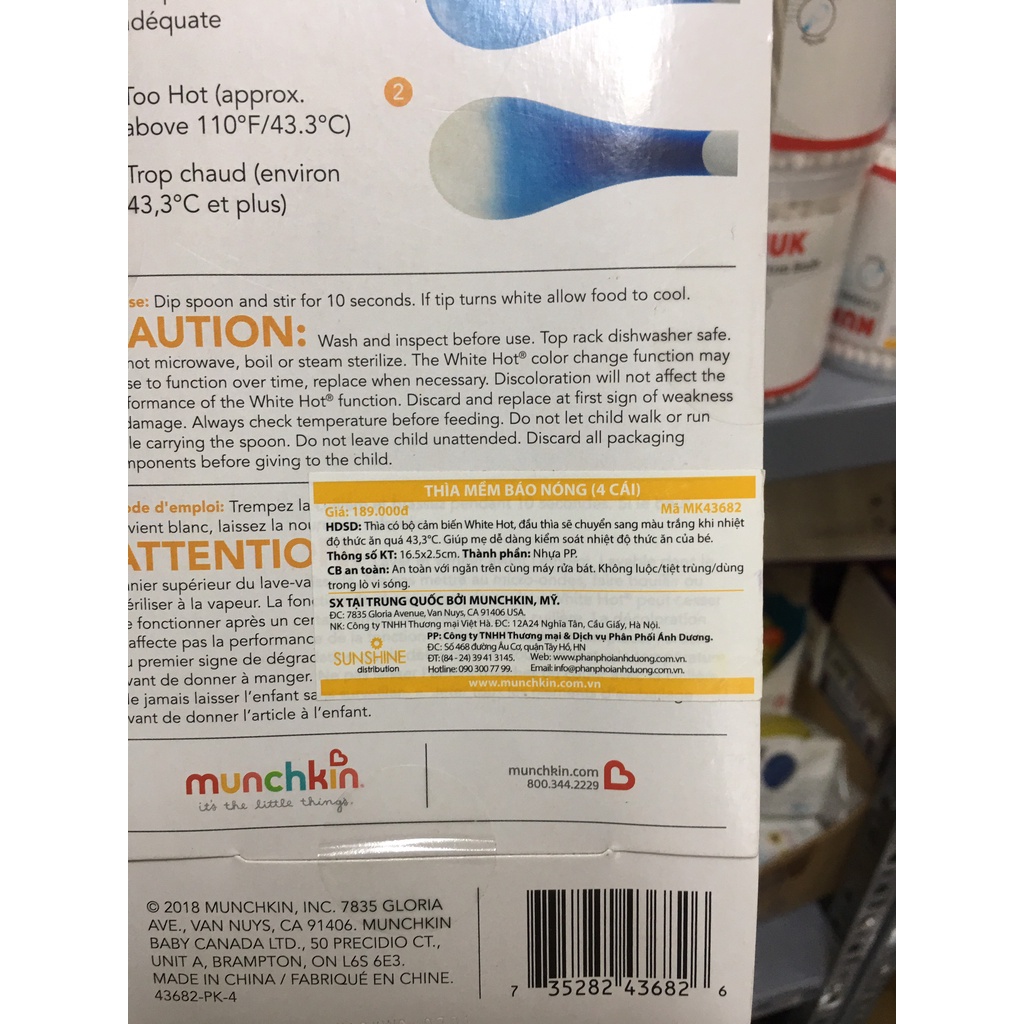 adéquate
Too Hot (approx.
above 110°F/43.3°C)
2
Trop chaud (environ
43,3°C et plus)
se: Dip spoon and stir for 10 seconds. If tip turns white allow food to cool.
AUTION: Wash and inspect before use. Top rack dishwasher safe.
not microwave, boil or steam sterilize. The White Hot® color change function may
se to function over time, replace when necessary. Discoloration will not affect the
formance of the White Hot® function. Discard and replace at first sign of weakness
damage. Always check temperature before feeding. Do not let child walk or run
le carrying the spoon. Do not leave child unattended. Discard all packaging
mponents before giving to the child.
ode d'emploi: Trempez la
vient blanc, laissez la nou
ATTENTIO
nier supérieur du lave-va
ériliser à la vapeur. La fon
e fonctionner après un cer
affecte pas la performanc
u premier signe de dégrad
vant de donner à manger.
le jamais laisser l'enfant sa
vant de donner l'article à l'enfant.
THÌA MỀM BÁO NÓNG (4 CÁI)
Giá: 189.000đ
Mã MK43682
HDSD: Thìa có bộ cảm biến White Hot, đầu thìa sẽ chuyển sang màu trắng khi nhiệt
độ thức ăn quá 43,3°C. Giúp mẹ dễ dàng kiểm soát nhiệt độ thức ăn của bé.
Thông số KT: 16.5x2.5cm. Thành phần: Nhựa PP.
CB an toàn: An toàn với ngăn trên cùng máy rửa bát. Không luộc/tiệt trùng/dùng
trong lò vi sóng.
SX TẠI TRUNG QUỐC BỞI MUNCHKIN, MỸ.
ĐC: 7835 Gloria Avenue, Van Nuys, CA 91406 USA.
NK: Công ty TNHH Thương mại Việt Hà. ĐC: 12A24 Nghĩa Tân, Cầu Giấy, Hà Nội.
PP: Công ty TNHH Thương mại & Dịch vụ Phân Phối Ánh Dương.
ĐC: Số 468 đường Âu Cơ, quận Tây Hồ, HN
ĐT: (84 - 24) 39 41 3145. Web: www.phanphoianhduong.com.vn.
Hotline: 090 300 77 99. Email: info@phanphoianhduong.com.vn.
SUNSHINE
distribution
www.munchkin.com.vn
munchkin®
it's the little things.
munchkin.com
800.344.2229
© 2018 MUNCHKIN, INC. 7835 GLORIA
AVE., VAN NUYS, CA 91406. MUNCHKIN
BABY CANADA LTD., 50 PRECIDIO CT.,
UNIT A, BRAMPTON, ON L6S 6E3.
MADE IN CHINA / FABRIQUÉ EN CHINE.
43682-PK-4
7 35282 43682 6
UK
NUK